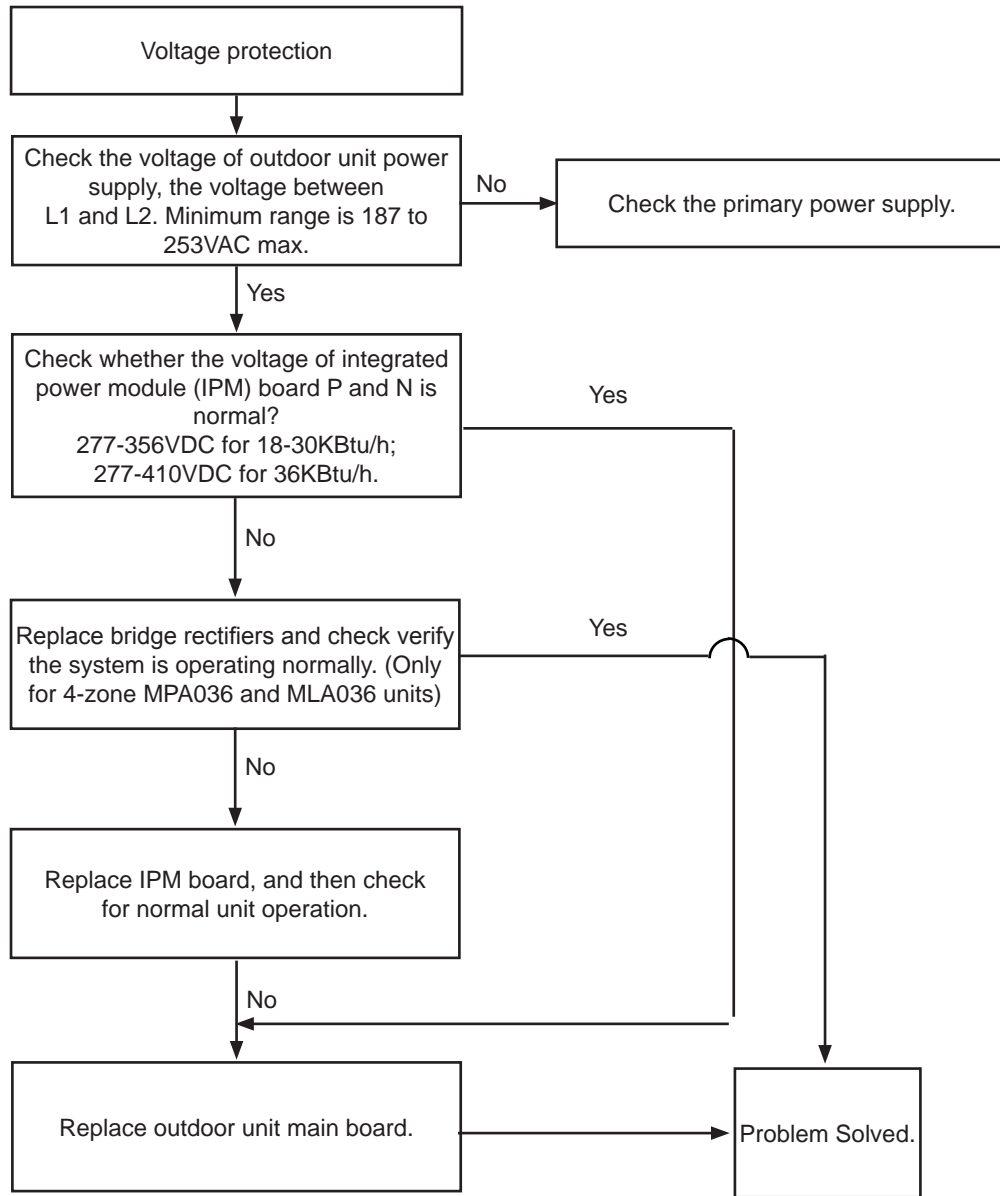 Voltage protection
Check the voltage of outdoor unit power
supply, the voltage between
L1 and L2. Minimum range is 187 to
253VAC max.
No
Check the primary power supply.
Yes
Check whether the voltage of integrated
power module (IPM) board P and N is
normal?
277-356VDC for 18-30KBtu/h;
277-410VDC for 36KBtu/h.
Yes
No
Replace bridge rectifiers and check verify
the system is operating normally. (Only
for 4-zone MPA036 and MLA036 units)
Yes
No
Replace IPM board, and then check
for normal unit operation.
No
Replace outdoor unit main board.
Problem Solved.